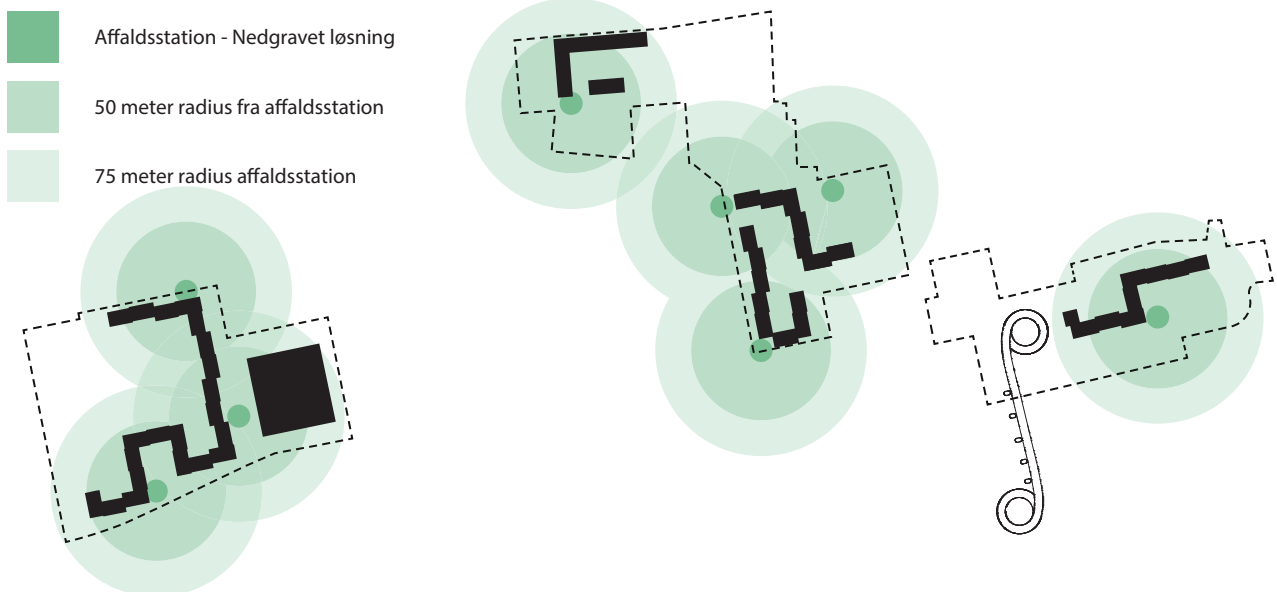 Affaldsstation - Nedgravet løsning
50 meter radius fra affaldsstation
75 meter radius affaldsstation